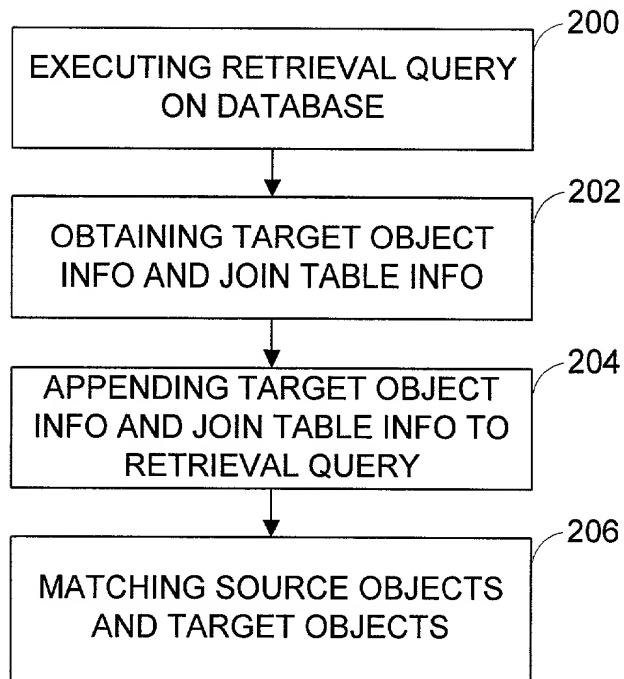 200
EXECUTING RETRIEVAL QUERY
ON DATABASE
202
OBTAINING TARGET OBJECT
INFO AND JOIN TABLE INFO
204
APPENDING TARGET OBJECT
INFO AND JOIN TABLE INFO TO
RETRIEVAL QUERY
206
MATCHING SOURCE OBJECTS
AND TARGET OBJECTS